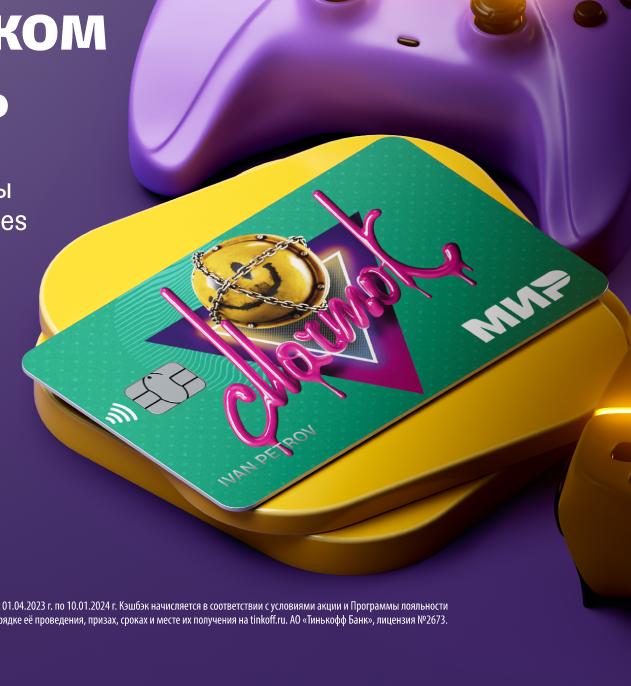 ком
ы
es
Нормок
МИР
IVAN PETROV
01.04.2023 г. по 10.01.2024 г. Кэшбэк начисляется в соответствии с условиями акции и Программы лояльности
рядке её проведения, призах, сроках и месте их получения на tinkoff.ru. АО «Тинькофф Банк», лицензия №2673.